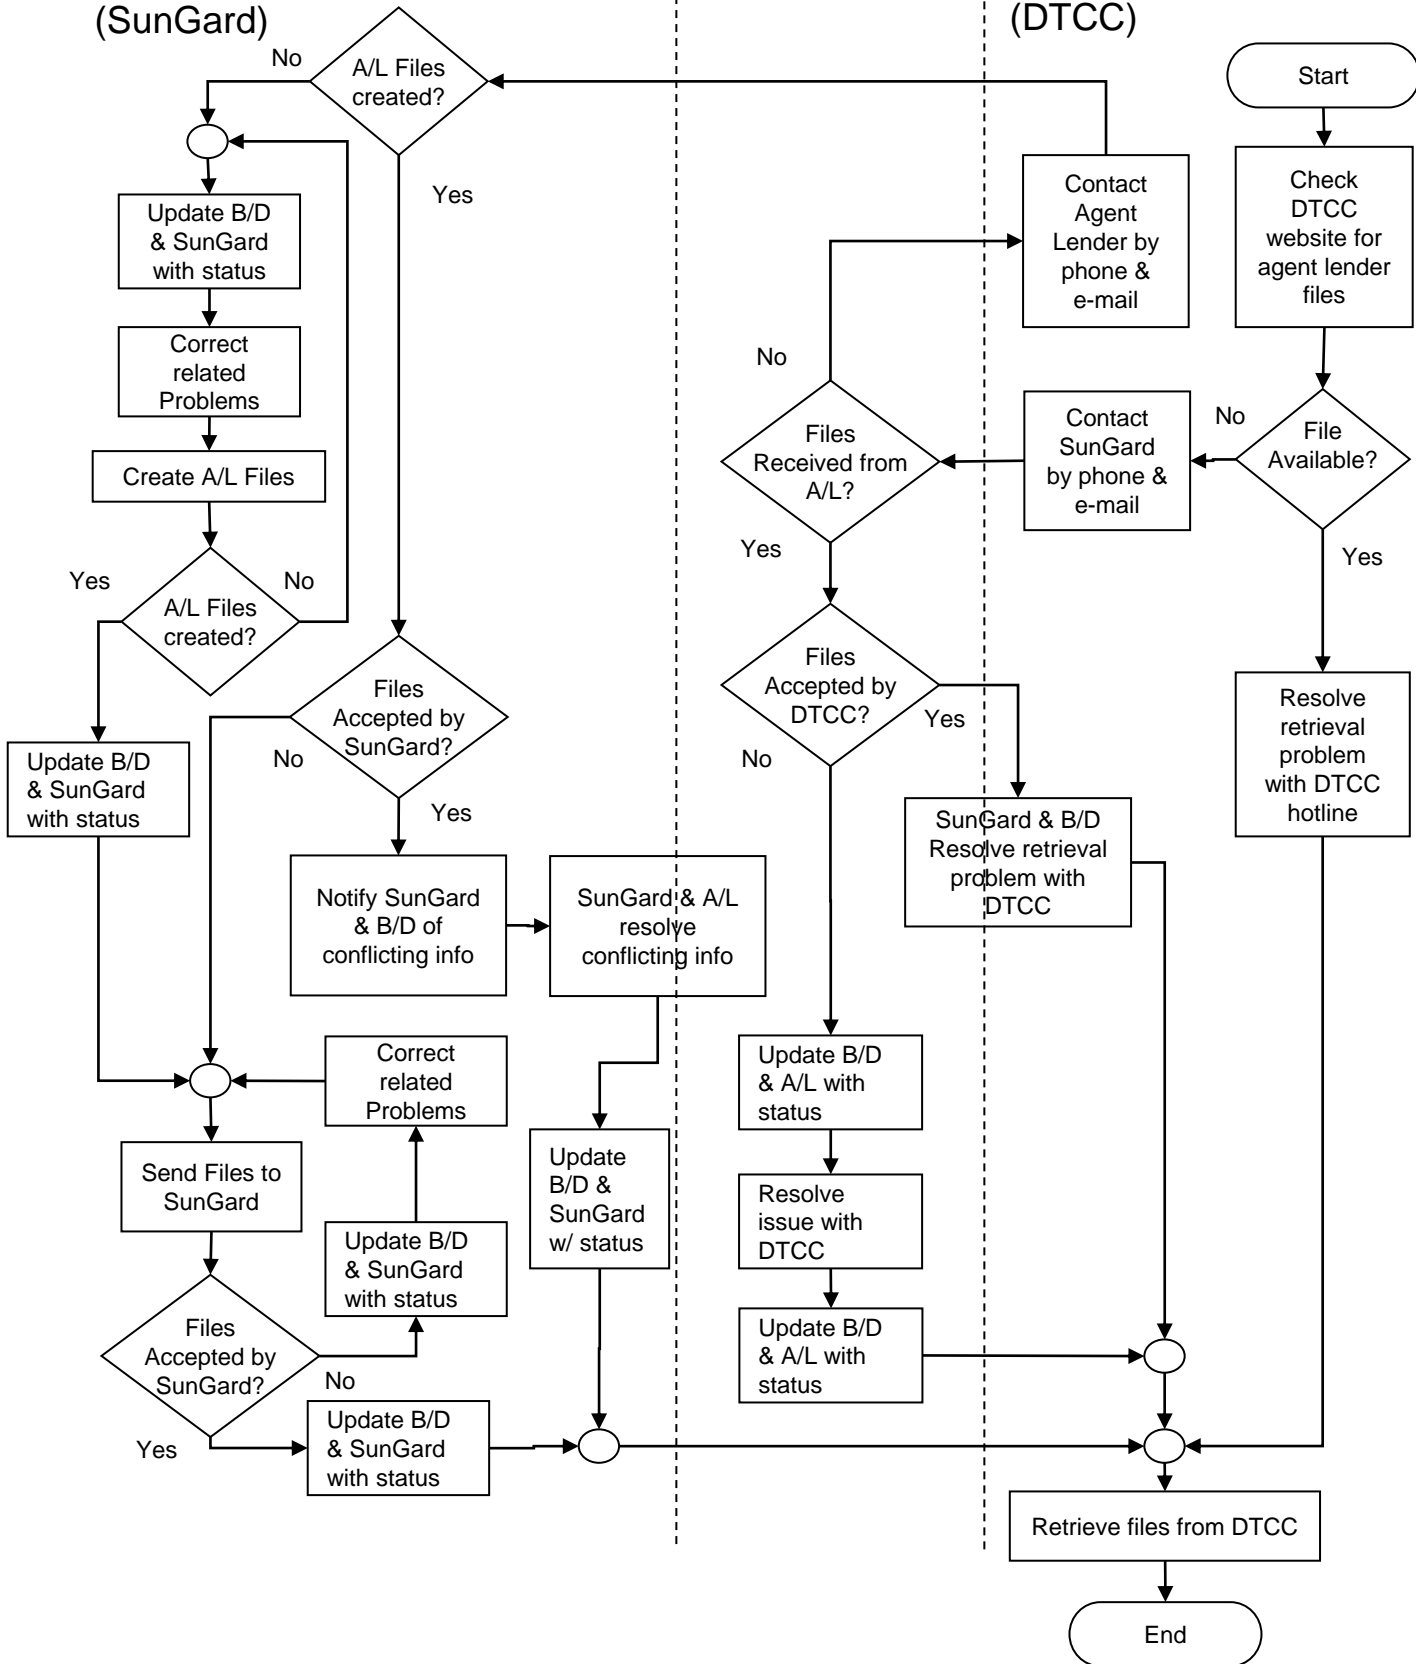 (SunGard)
(DTCC)
No
A/L Files
created?
Start
Yes
Contact
Agent
Lender by
phone &
e-mail
Check
DTCC
website for
agent lender
files
Update B/D
& SunGard
with status
Correct
related
Problems
No
Files
Received from
A/L?
Contact
SunGard
by phone &
e-mail
No
File
Available?
Create A/L Files
Yes
Yes
Yes
No
A/L Files
created?
Files
Accepted by
DTCC?
Yes
No
Files
Accepted by
SunGard?
No
Yes
Resolve
retrieval
problem
with DTCC
hotline
Update B/D
& SunGard
with status
SunGard & B/D
Resolve retrieval
problem with
DTCC
Notify SunGard
& B/D of
conflicting info
SunGard & A/L
resolve
conflicting info
Correct
related
Problems
Update B/D
& A/L with
status
Send Files to
SunGard
Update
B/D &
SunGard
w/ status
Resolve
issue with
DTCC
Update B/D
& SunGard
with status
Files
Accepted by
SunGard?
No
Update B/D
& A/L with
status
Yes
Update B/D
& SunGard
with status
Retrieve files from DTCC
End